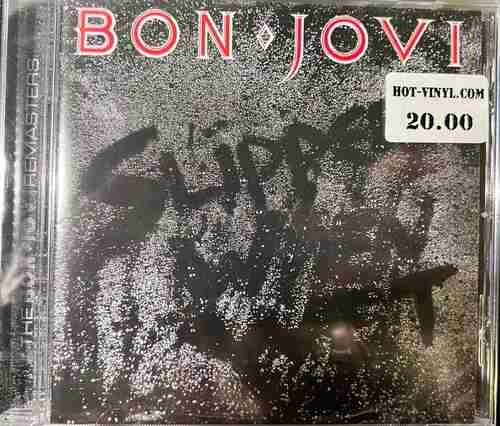 BON JOVI
HOT-VINYL.COM
20.00
SLIPPERY
WHEN
WET
THE BON JOVI REMASTERS